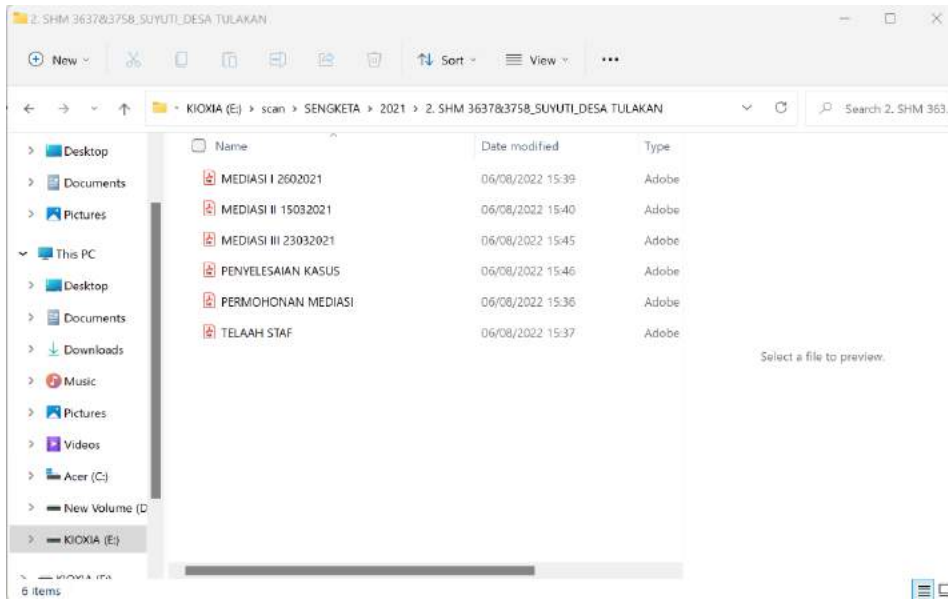 2. SHM 3637&3758_SUYUTI_DESA TULAKAN
New
Sort
View
KIOXIA (E:) > scan > SENGKETA > 2021 > 2. SHM 3637&3758_SUYUTI_DESA TULAKAN
Search 2. SHM 363...
Name Date modified Type
MEDIASI I 2602021 06/08/2022 15:39 Adobe
MEDIASI II 15032021 06/08/2022 15:40 Adobe
MEDIASI III 23032021 06/08/2022 15:45 Adobe
PENYELESAIAN KASUS 06/08/2022 15:46 Adobe
PERMOHONAN MEDIASI 06/08/2022 15:36 Adobe
TELAAH STAF 06/08/2022 15:37 Adobe
Desktop
Documents
Pictures
This PC
Desktop
Documents
Downloads
Music
Pictures
Videos
Acer (C:)
New Volume (D
KIOXIA (E:)
Select a file to preview.
6 items